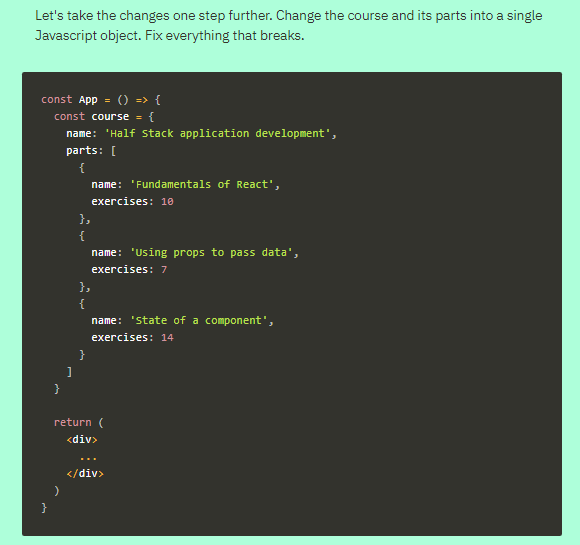 Let's take the changes one step further. Change the course and its parts into a single
Javascript object. Fix everything that breaks.
const App = () => {
  const course = {
    name: 'Half Stack application development',
    parts: [
      {
        name: 'Fundamentals of React',
        exercises: 10
      },
      {
        name: 'Using props to pass data',
        exercises: 7
      },
      {
        name: 'State of a component',
        exercises: 14
      }
    ]
  }
  return (
    <div>
      ...
    </div>
  )
}